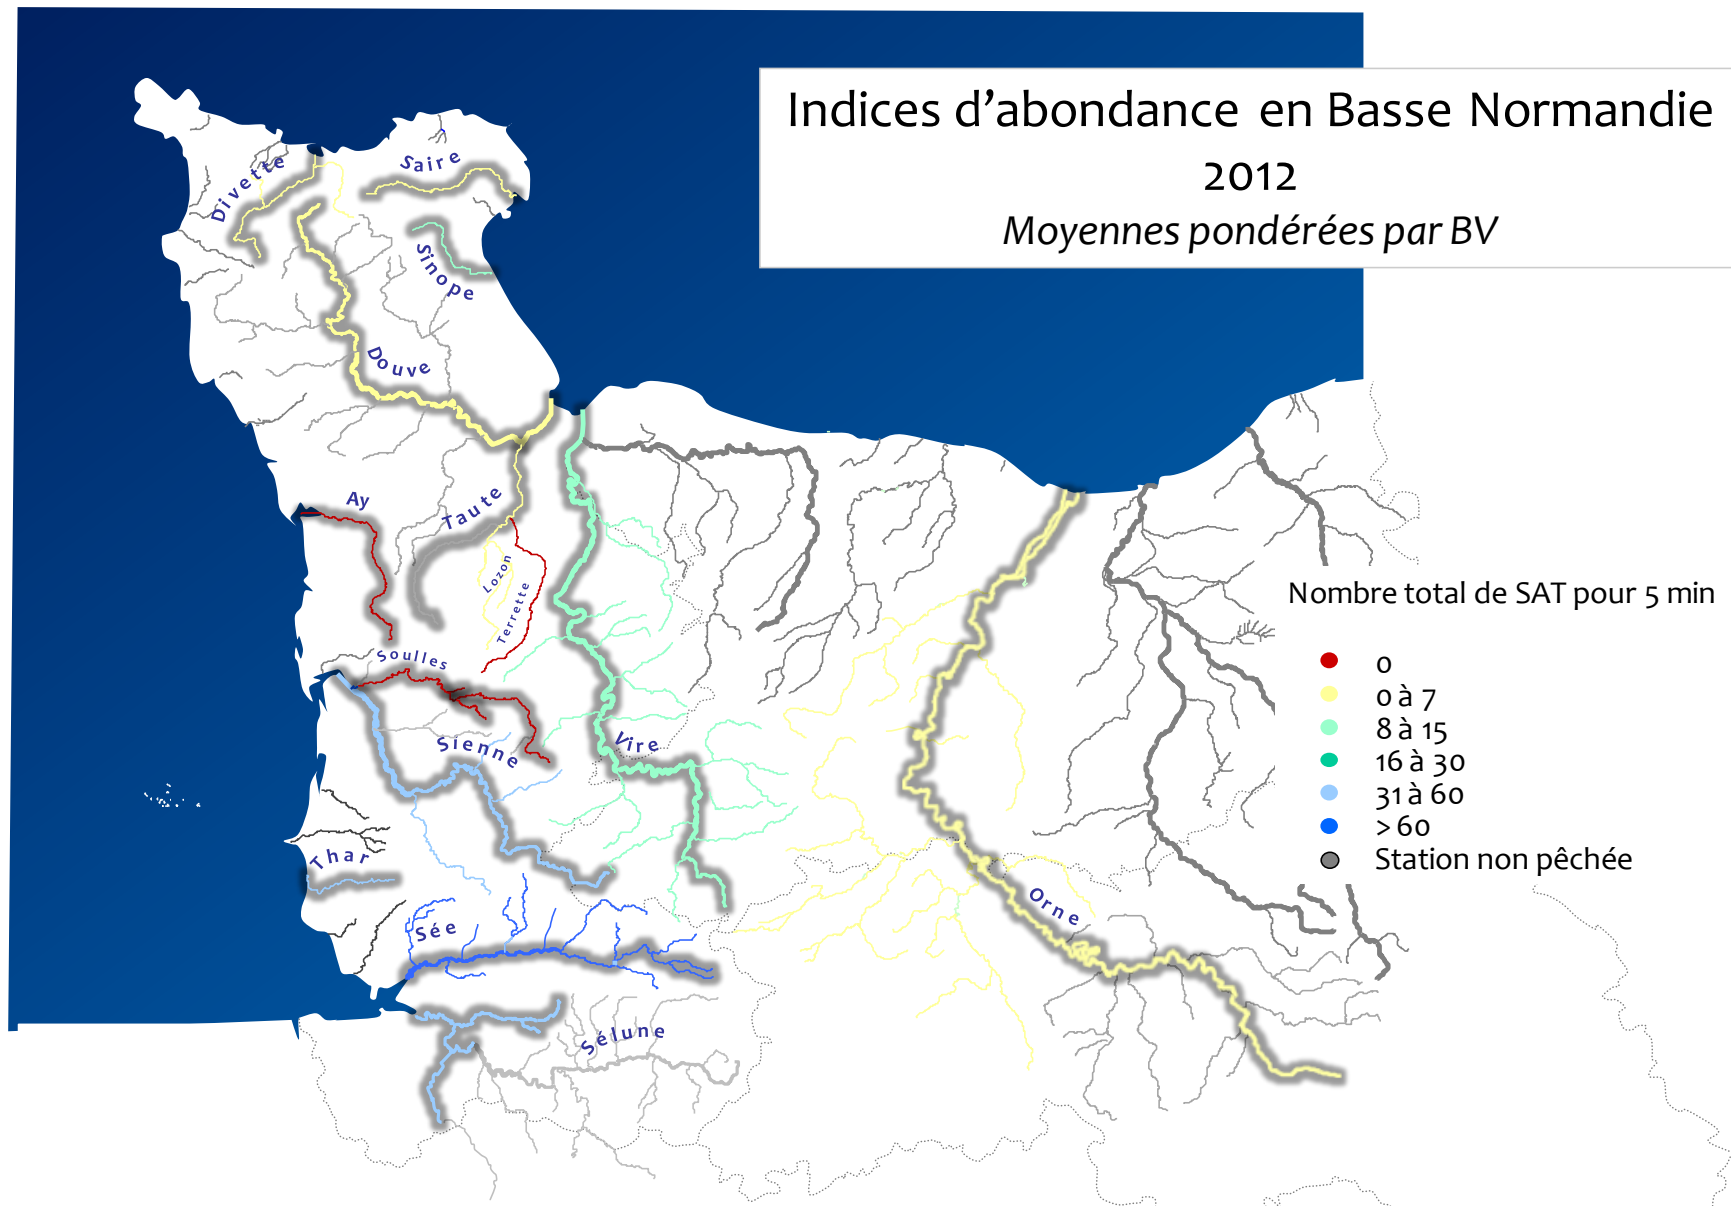 Indices d’abondance en Basse Normandie
2012
Moyennes pondérées par BV
Divette
Saire
Sinope
Douve
Ay
Taute
Lozon
Terrette
Soulles
Sienne
Vire
Thar
Sée
Sélune
Orne
Nombre total de SAT pour 5 min
0
0 à 7
8 à 15
16 à 30
31 à 60
> 60
Station non pêchée